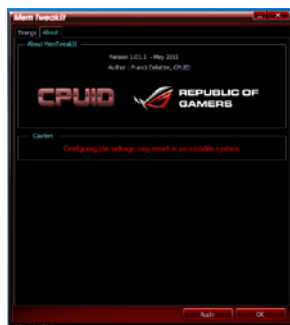 Mem TweakIt
Timings About
About MemTweakIt
Version 1.01.1 - May 2011
Author : Franck Delattre, CPUID
CPUID
REPUBLIC OF
GAMERS
Caution
Configuring the settings may result in an unstable system
Apply OK